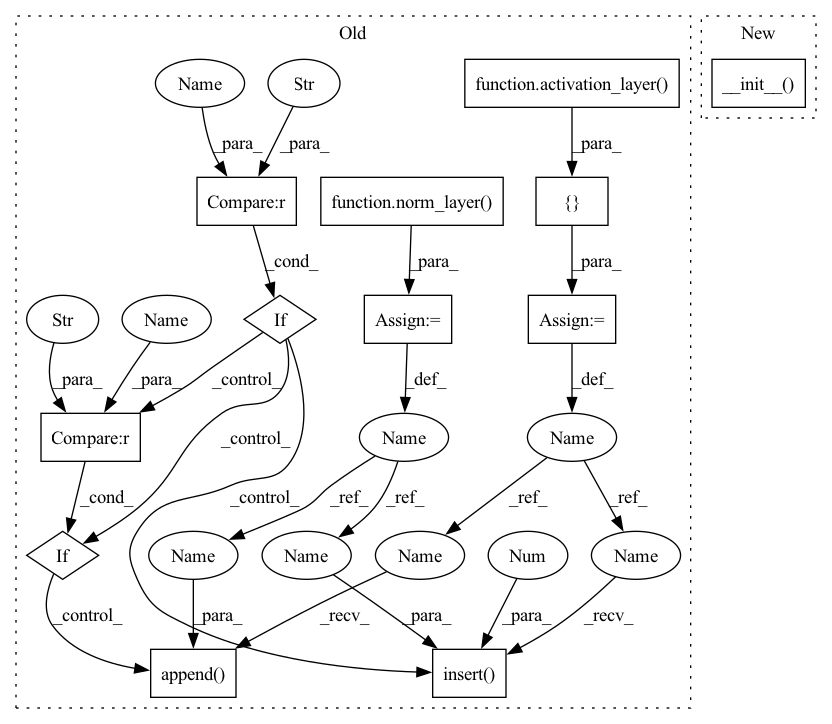 Old
New
Name
Str
function.activation_layer()
__init__()
_para_
_para_
_para_
Compare:r
function.norm_layer()
{}
_cond_
_para_
_para_
Str
Name
If
Assign:=
Assign:=
_para_
_para_
_control_
_def_
_def_
Compare:r
_control_
Name
Name
_cond_
_control_
_ref_
_ref_
_ref_
_ref_
If
Name
Name
Name
Num
Name
_control_
_para_
_recv_
_para_
_para_
_recv_
append()
insert()